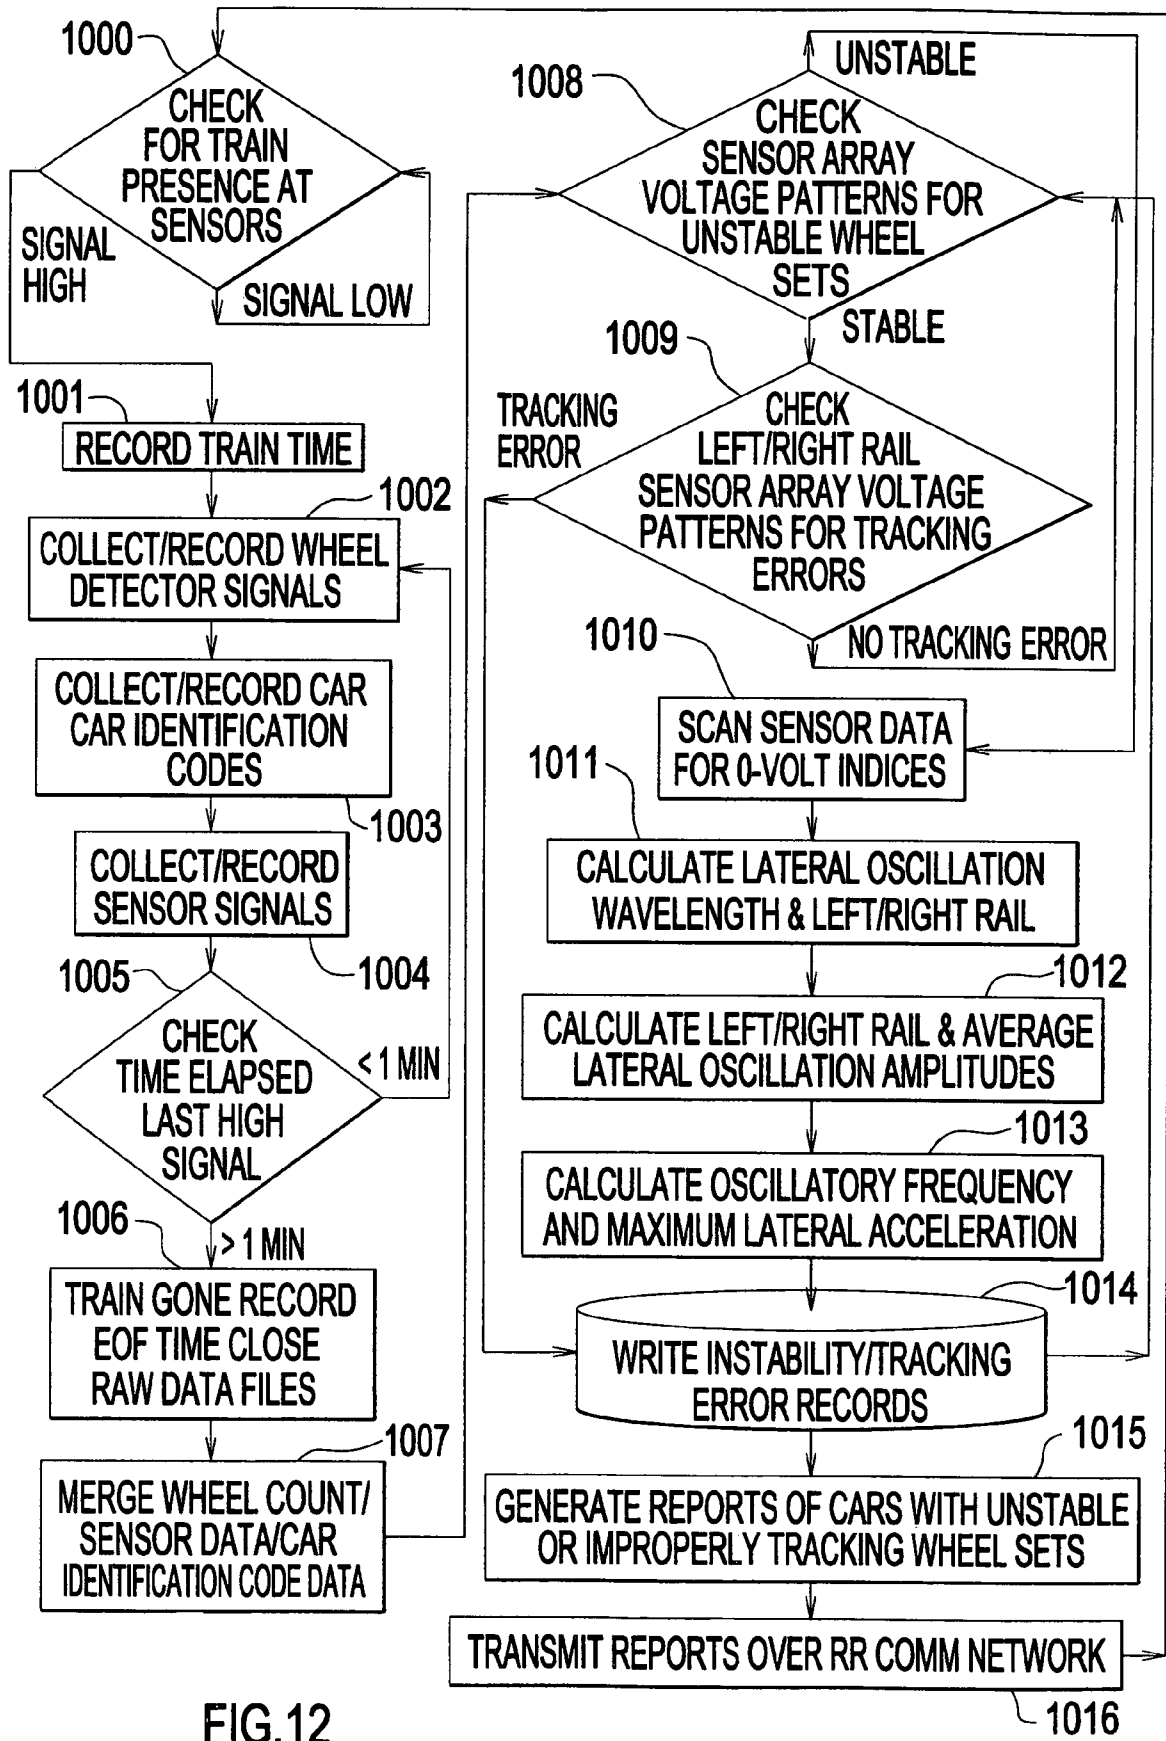 1000
CHECK
FOR TRAIN
PRESENCE AT
SENSORS
SIGNAL
HIGH
SIGNAL LOW
1001
RECORD TRAIN TIME
1002
COLLECT/RECORD WHEEL
DETECTOR SIGNALS
COLLECT/RECORD CAR
CAR IDENTIFICATION
CODES
1003
COLLECT/RECORD
SENSOR SIGNALS
1004
1005
CHECK
TIME ELAPSED
LAST HIGH
SIGNAL
< 1 MIN
> 1 MIN
1006
TRAIN GONE RECORD
EOF TIME CLOSE
RAW DATA FILES
1007
MERGE WHEEL COUNT/
SENSOR DATA/CAR
IDENTIFICATION CODE DATA
1008
UNSTABLE
CHECK
SENSOR ARRAY
VOLTAGE PATTERNS FOR
UNSTABLE WHEEL
SETS
STABLE
1009
TRACKING
ERROR
CHECK
LEFT/RIGHT RAIL
SENSOR ARRAY VOLTAGE
PATTERNS FOR TRACKING
ERRORS
NO TRACKING ERROR
1010
SCAN SENSOR DATA
FOR 0-VOLT INDICES
1011
CALCULATE LATERAL OSCILLATION
WAVELENGTH & LEFT/RIGHT RAIL
1012
CALCULATE LEFT/RIGHT RAIL & AVERAGE
LATERAL OSCILLATION AMPLITUDES
1013
CALCULATE OSCILLATORY FREQUENCY
AND MAXIMUM LATERAL ACCELERATION
1014
WRITE INSTABILITY/TRACKING
ERROR RECORDS
1015
GENERATE REPORTS OF CARS WITH UNSTABLE
OR IMPROPERLY TRACKING WHEEL SETS
TRANSMIT REPORTS OVER RR COMM NETWORK
1016
FIG.12